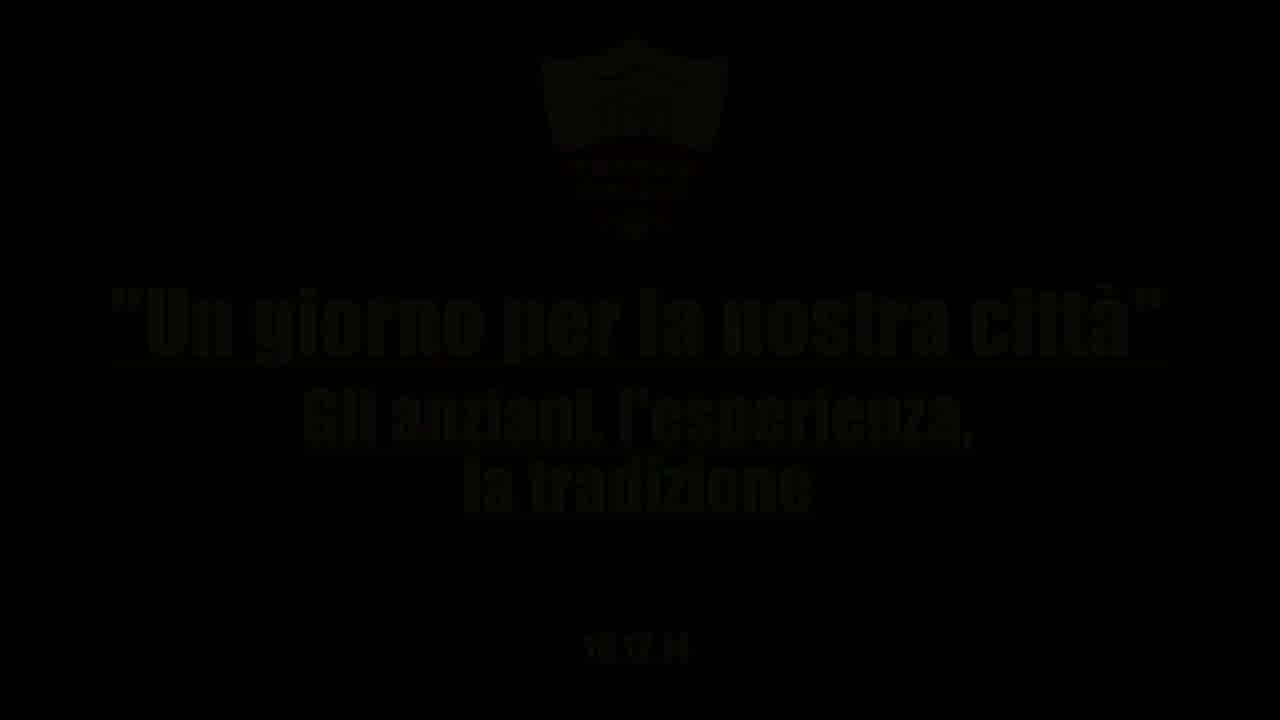 "Un giorno per la nostra città"
Gli anziani, l'esperienza,
la tradizione